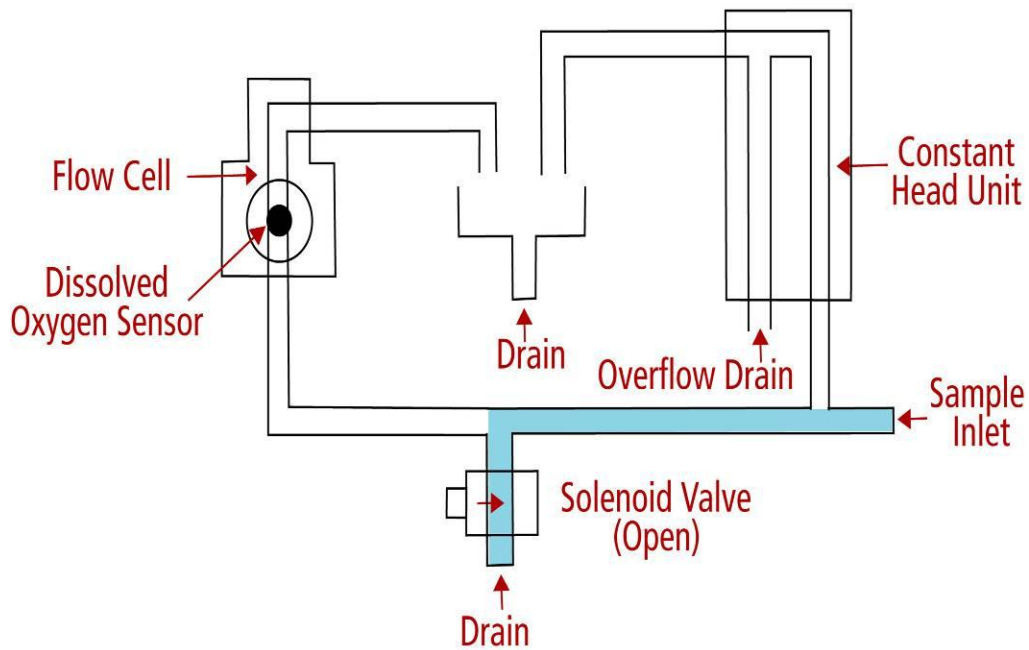 Flow Cell
Constant
Head Unit
Dissolved
Oxygen Sensor
Drain
Overflow Drain
Sample
Inlet
Solenoid Valve
(Open)
Drain